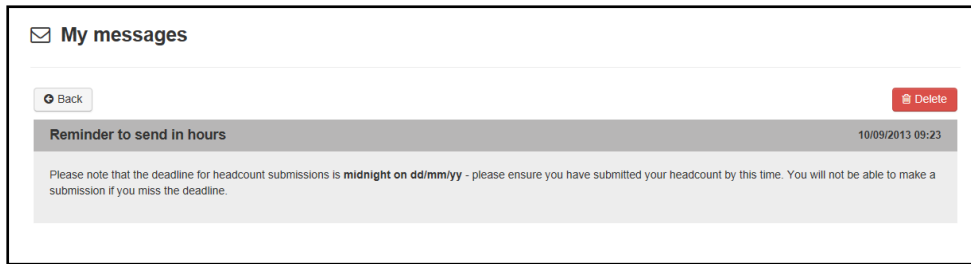 My messages
Back
Delete
Reminder to send in hours
10/09/2013 09:23
Please note that the deadline for headcount submissions is midnight on dd/mm/yy - please ensure you have submitted your headcount by this time. You will not be able to make a
submission if you miss the deadline.